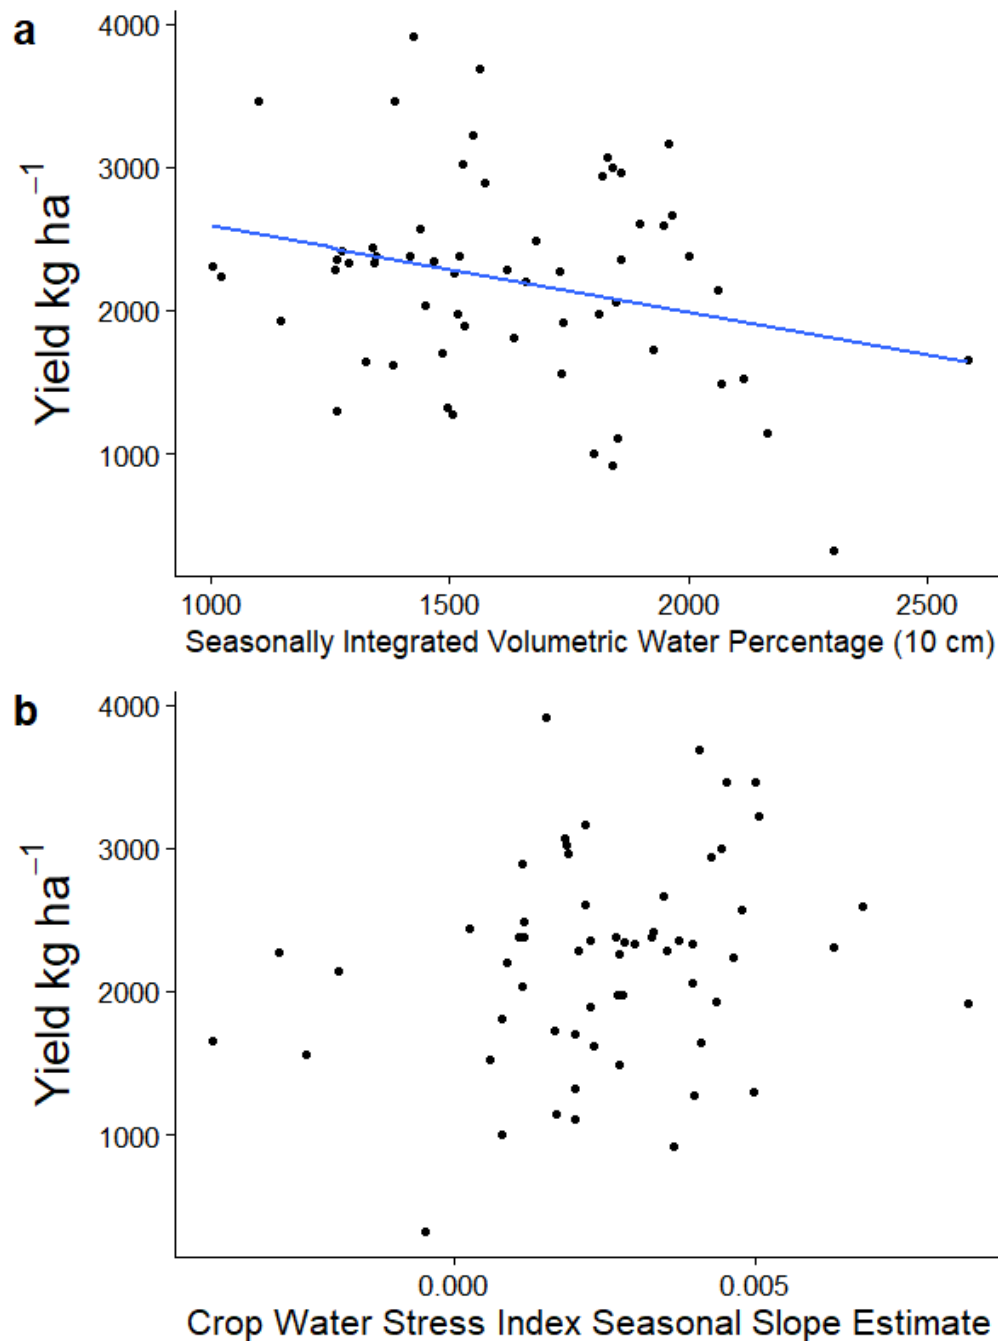 a
4000
3000
2000
1000
Yield kg ha⁻¹
1000 1500 2000 2500
Seasonally Integrated Volumetric Water Percentage (10 cm)
b
4000
3000
2000
1000
Yield kg ha⁻¹
0.000 0.005
Crop Water Stress Index Seasonal Slope Estimate